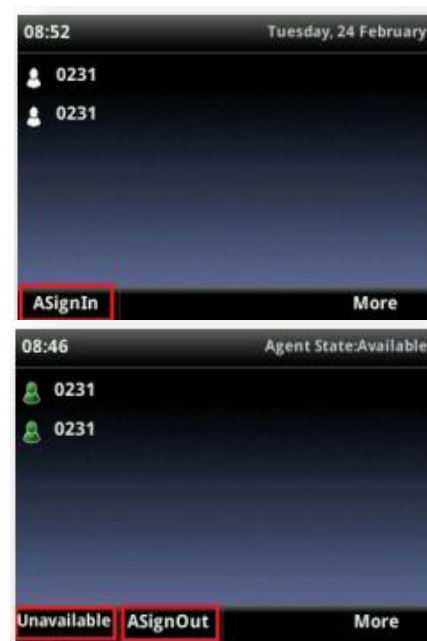 08:52 Tuesday, 24 February
0231
0231
ASignIn More
08:46 Agent State:Available
0231
0231
Unavailable ASignOut More